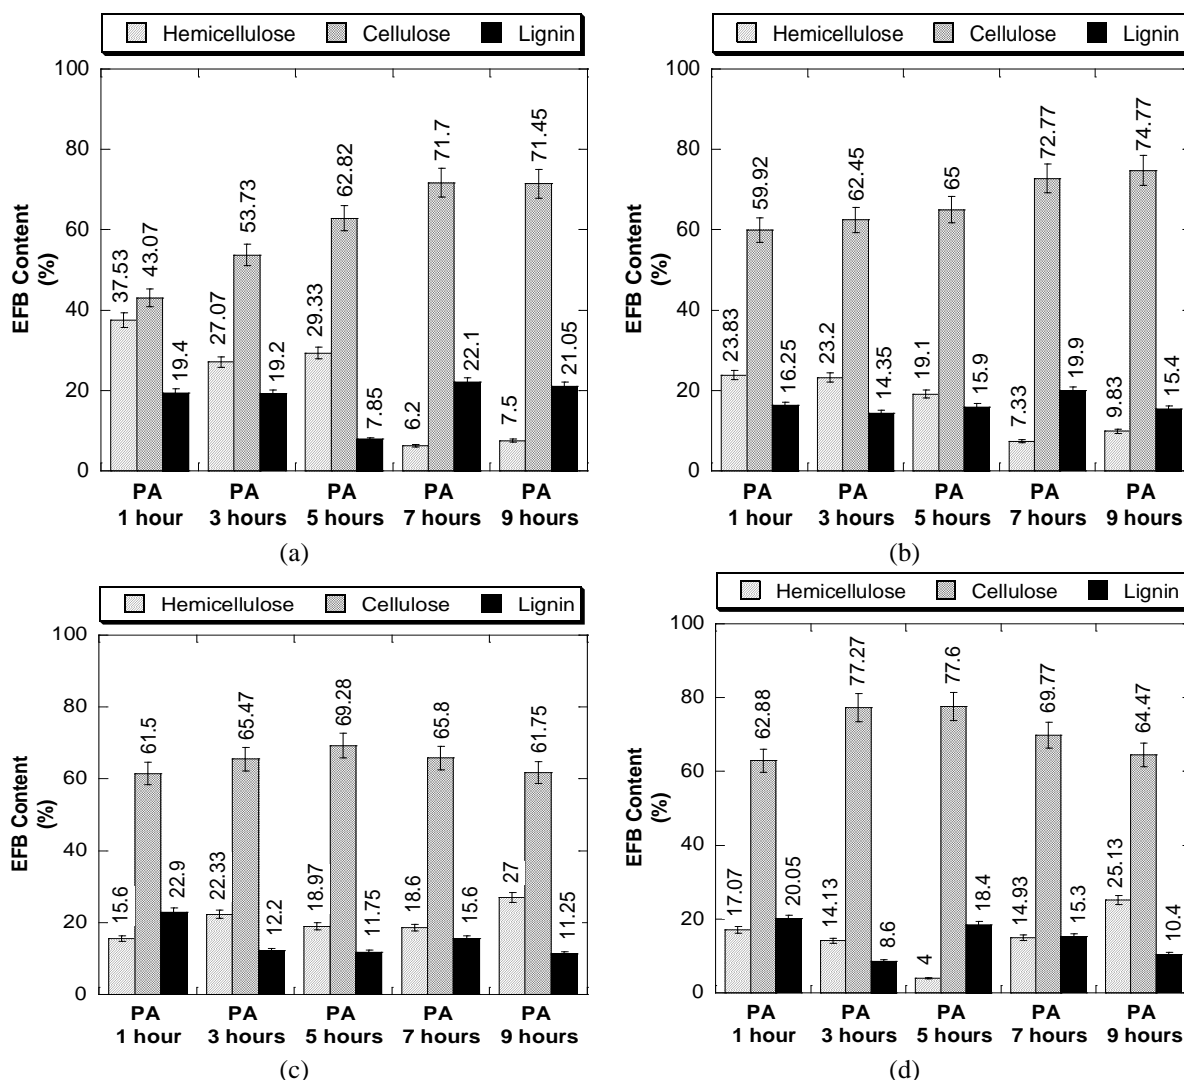 Hemicellulose Cellulose Lignin
100
80
60
40
20
0
EFB Content
(%)
37.53 43.07 19.4 27.07 53.73 19.2 29.33 62.82 7.85 6.2 71.7 22.1 7.5 71.45 21.05
PA PA PA PA PA
1 hour 3 hours 5 hours 7 hours 9 hours
(a)
Hemicellulose Cellulose Lignin
100
80
60
40
20
0
EFB Content
(%)
23.83 59.92 16.25 23.2 62.45 14.35 19.1 65 15.9 7.33 72.77 19.9 9.83 74.77 15.4
PA PA PA PA PA
1 hour 3 hours 5 hours 7 hours 9 hours
(b)
Hemicellulose Cellulose Lignin
100
80
60
40
20
0
EFB Content
(%)
15.6 61.5 22.9 22.33 65.47 12.2 18.97 69.28 11.75 18.6 65.8 15.6 27 61.75 11.25
PA PA PA PA PA
1 hour 3 hours 5 hours 7 hours 9 hours
(c)
Hemicellulose Cellulose Lignin
100
80
60
40
20
0
EFB Content
(%)
17.07 62.88 20.05 14.13 77.27 8.6 4 77.6 18.4 14.93 69.77 15.3 25.13 64.47 10.4
PA PA PA PA PA
1 hour 3 hours 5 hours 7 hours 9 hours
(d)